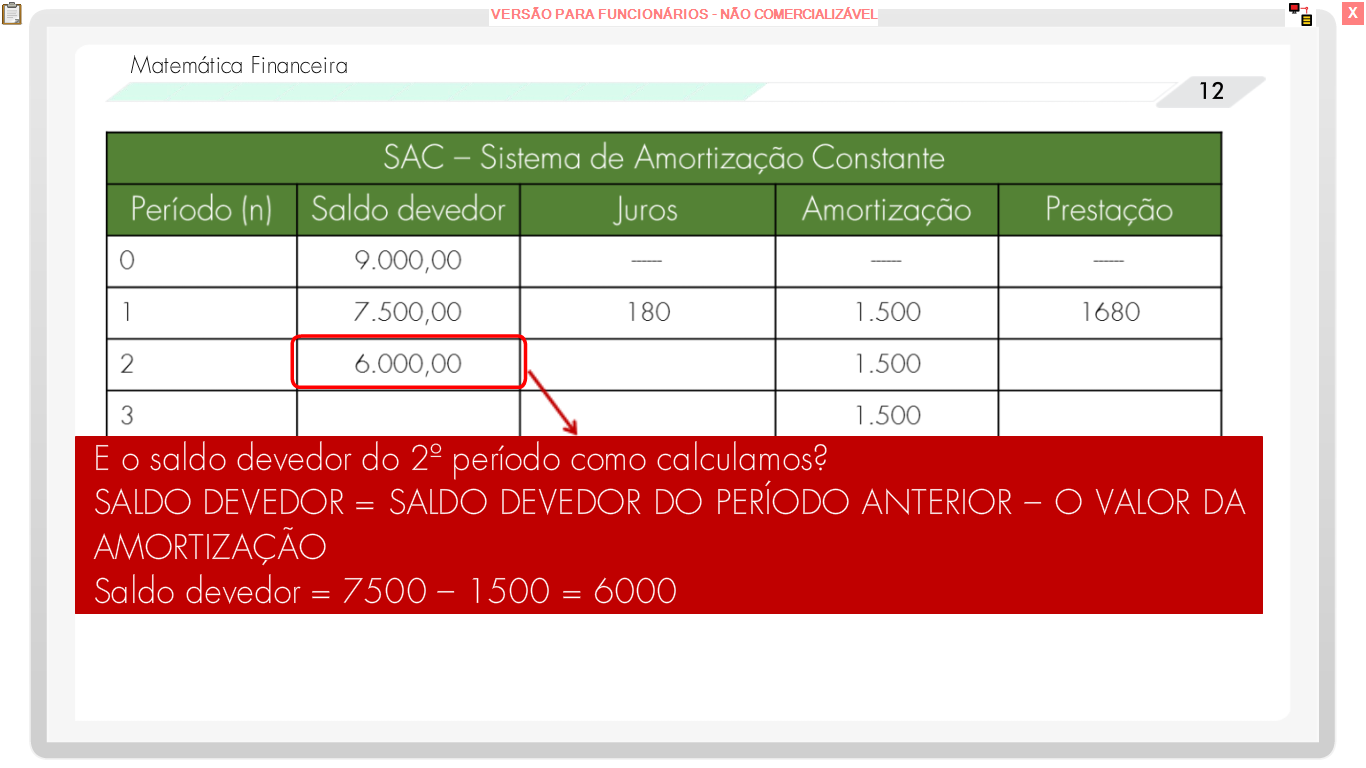 VERSÃO PARA FUNCIONÁRIOS - NÃO COMERCIALIZÁVEL
X
Matemática Financeira
12
SAC – Sistema de Amortização Constante
Período (n) Saldo devedor Juros Amortização Prestação
0 9.000,00 ------ ------ ------
1 7.500,00 180 1.500 1680
2 6.000,00 1.500
3 1.500
E o saldo devedor do 2º período como calculamos?
SALDO DEVEDOR = SALDO DEVEDOR DO PERÍODO ANTERIOR – O VALOR DA
AMORTIZAÇÃO
Saldo devedor = 7500 – 1500 = 6000